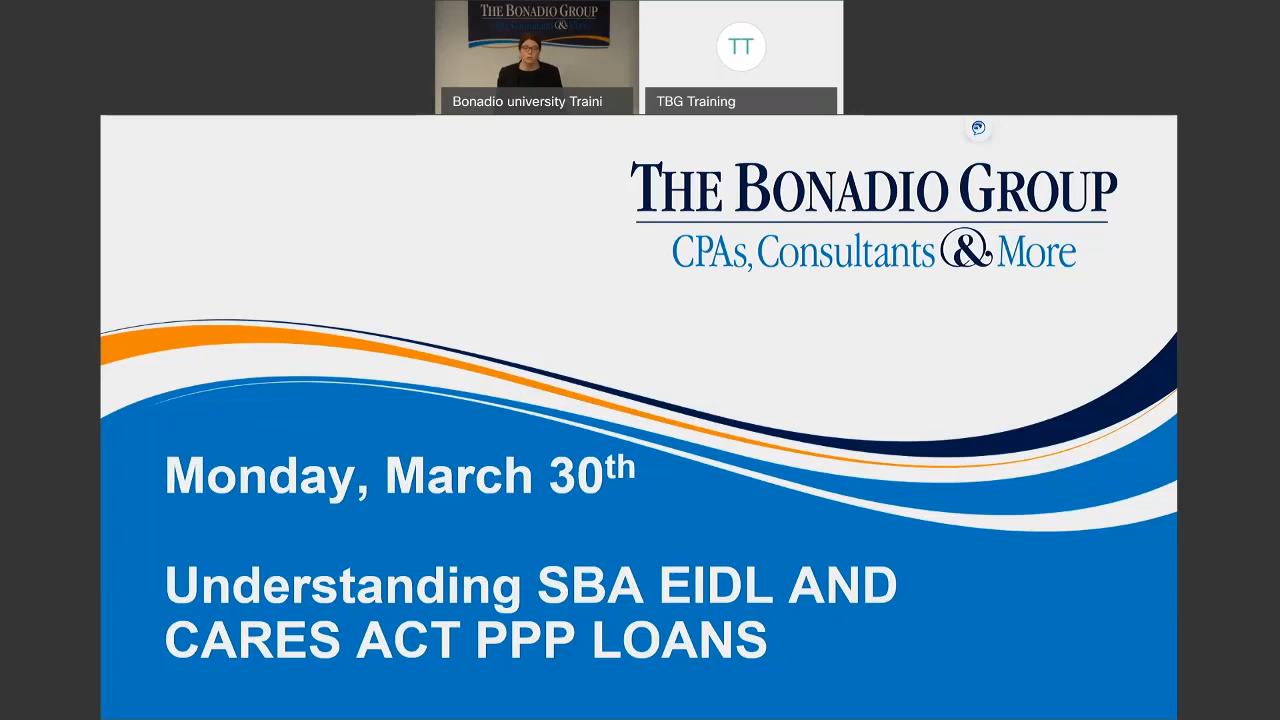 THE BONADIO GROUP
Bonadio university Traini
TT
TBG Training
THE BONADIO GROUP
CPAs, Consultants & More
Monday, March 30th
Understanding SBA EIDL AND
CARES ACT PPP LOANS